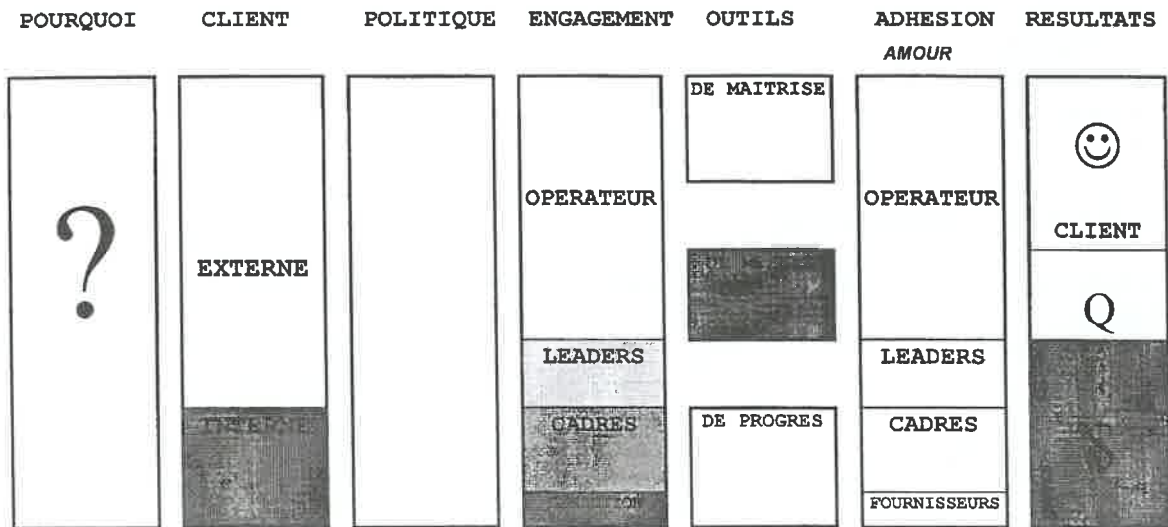 POURQUOI CLIENT POLITIQUE ENGAGEMENT OUTILS ADHESION RESULTATS
AMOUR
?
EXTERNE
INTERNE
OPERATEUR
LEADERS
CADRES
DE MAITRISE
DE PROGRES
OPERATEUR
LEADERS
CADRES
FOURNISSEURS
CLIENT
Q